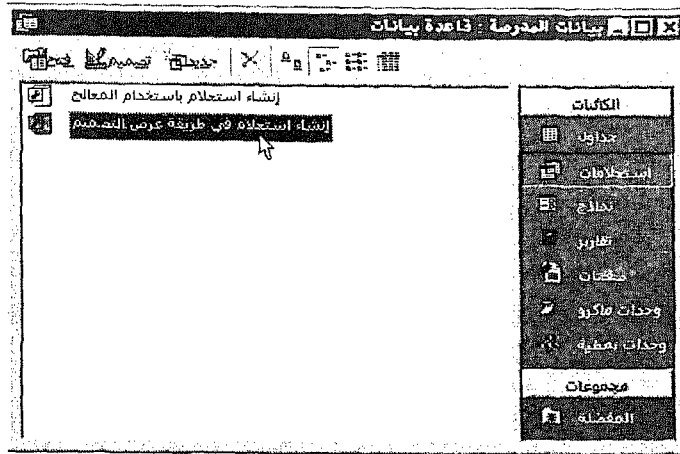 بيانات المدرسة : قاعدة بيانات
فتح تصميم جديد
إنشاء استعلام باستخدام المعالج
إنشاء استعلام في طريقة عرض التصميم
الكائنات
جداول
استعلامات
نماذج
تقارير
صفحات
وحدات ماكرو
وحدات نمطية
مجموعات
المفضلة